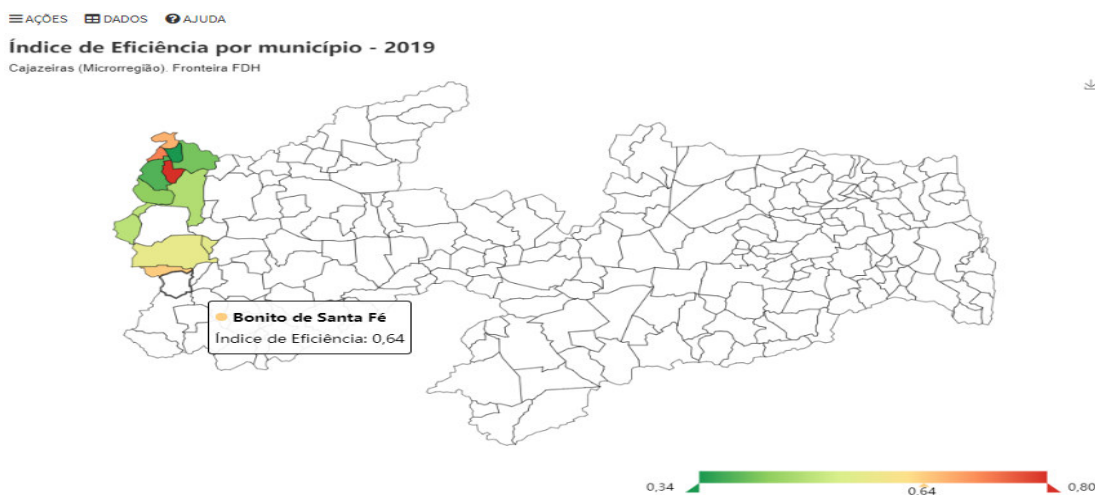 AÇÕES DADOS AJUDA
Índice de Eficiência por município - 2019
Cajazeiras (Microrregião). Fronteira FDH
Bonito de Santa Fé
Índice de Eficiência: 0,64
0,34 0,64 0,80